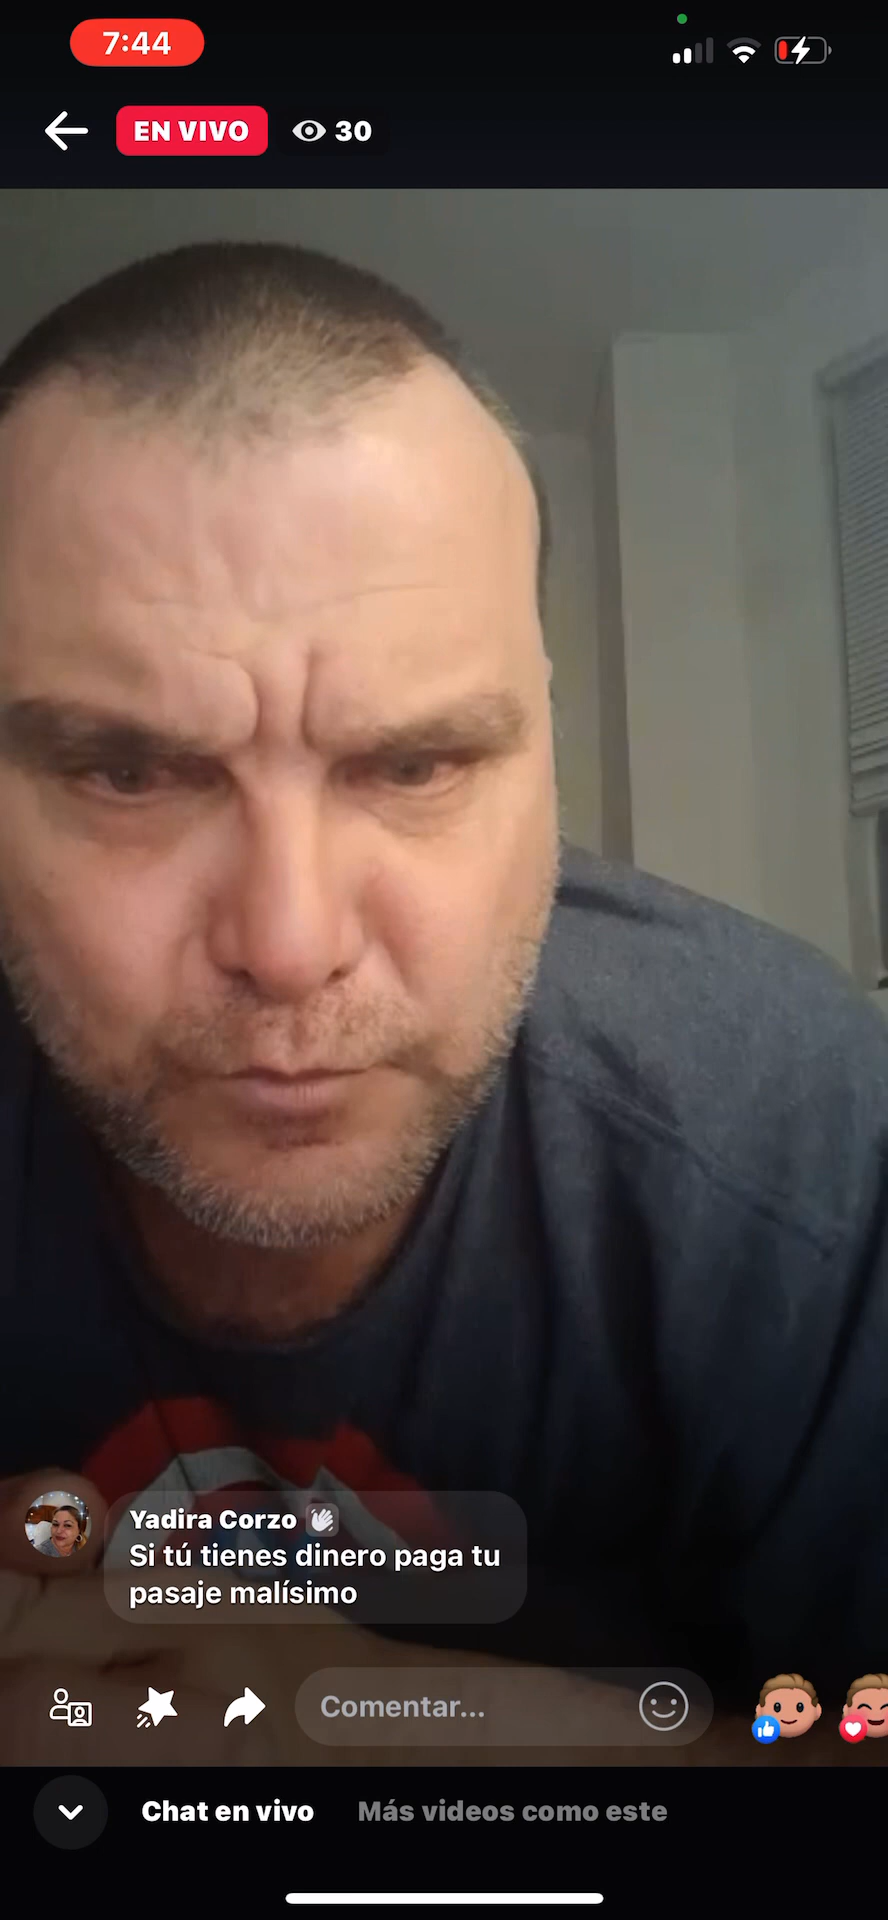 7:44
EN VIVO
30
Yadira Corzo
Si tú tienes dinero paga tu
pasaje malísimo
Comentar...
Chat en vivo
Más videos como este